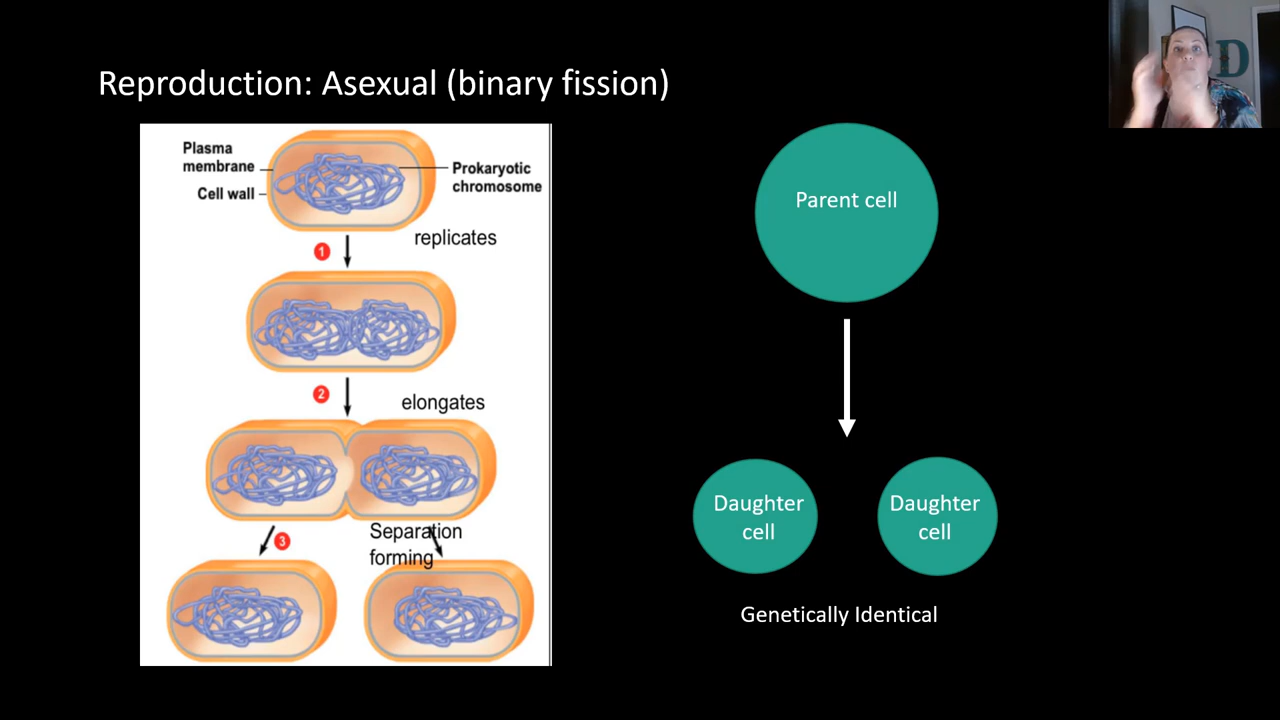 Reproduction: Asexual (binary fission)
Plasma
membrane
Cell wall
Prokaryotic
chromosome
1
replicates
2
elongates
3
Separation
forming
Parent cell
Daughter
cell
Daughter
cell
Genetically Identical
D